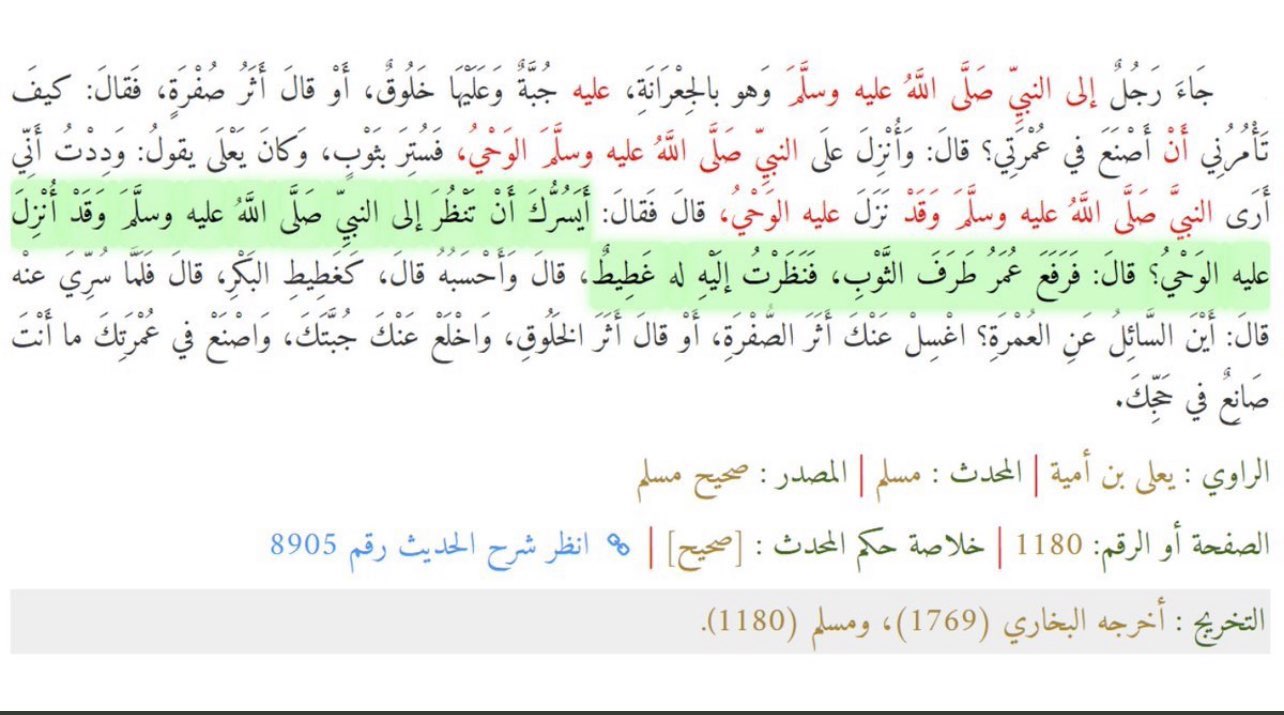 جَاءَ رَجُلٌ إلى النبيِّ صَلَّى اللَّهُ عليه وسلَّمَ وَهو بالجِعْرَانَةِ، عليه جُبَّةٌ وَعَلَيْهَا خَلُوقٌ، أَوْ قالَ أَثَرُ صُفْرَةٍ، فَقالَ: كيفَ
تَأْمُرُنِي أَنْ أَصْنَعَ في عُمْرَتِي؟ قالَ: وَأُنْزِلَ علَى النبيِّ صَلَّى اللَّهُ عليه وسلَّمَ الوَحْيُ، فَسُتِرَ بثَوْبٍ، وَكانَ يَعْلَى يقولُ: وَدِدْتُ أَنِّي
أَرَى النبيَّ صَلَّى اللَّهُ عليه وسلَّمَ وَقَدْ نَزَلَ عليه الوَحْيُ، قالَ فَقالَ: أَيَسُرُّكَ أَنْ تَنْظُرَ إلى النبيِّ صَلَّى اللَّهُ عليه وسلَّمَ وَقَدْ أُنْزِلَ
عليه الوَحْيُ؟ قالَ: فَرَفَعَ عُمَرُ طَرَفَ الثَّوْبِ، فَنَظَرْتُ إلَيْهِ له غَطِيطٌ، قالَ وَأَحْسَبُهُ قالَ، كَغَطِيطِ البَكْرِ، قالَ فَلَمَّا سُرِّيَ عنْه
قالَ: أَيْنَ السَّائِلُ عَنِ العُمْرَةِ؟ اغْسِلْ عَنْكَ أَثَرَ الصُّفْرَةِ، أَوْ قالَ أَثَرَ الخَلُوقِ، وَاخْلَعْ عَنْكَ جُبَّتَكَ، وَاصْنَعْ في عُمْرَتِكَ ما أَنْتَ
صَانِعٌ في حَجِّكَ.
الراوي : يعلى بن أمية | المحدث : مسلم | المصدر : صحيح مسلم
الصفحة أو الرقم: 1180 | خلاصة حكم المحدث : [صحيح] | انظر شرح الحديث رقم 8905
التخريج : أخرجه البخاري (1769)، ومسلم (1180).